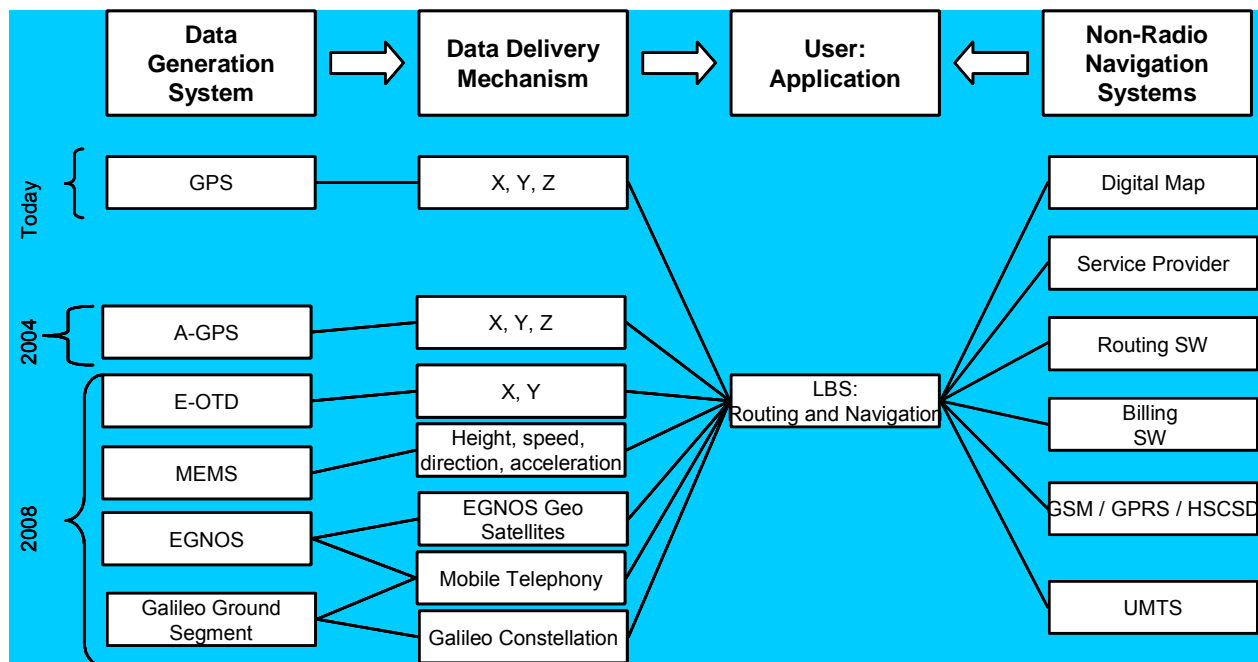 Data
Generation
System
Data Delivery
Mechanism
User:
Application
Non-Radio
Navigation
Systems
Today
GPS
X, Y, Z
Digital Map
Service Provider
2004
A-GPS
X, Y, Z
Routing SW
E-OTD
X, Y
LBS:
Routing and Navigation
Billing
SW
2008
MEMS
Height, speed,
direction, acceleration
EGNOS
EGNOS Geo
Satellites
GSM / GPRS / HSCSD
Mobile Telephony
Galileo Ground
Segment
Galileo Constellation
UMTS